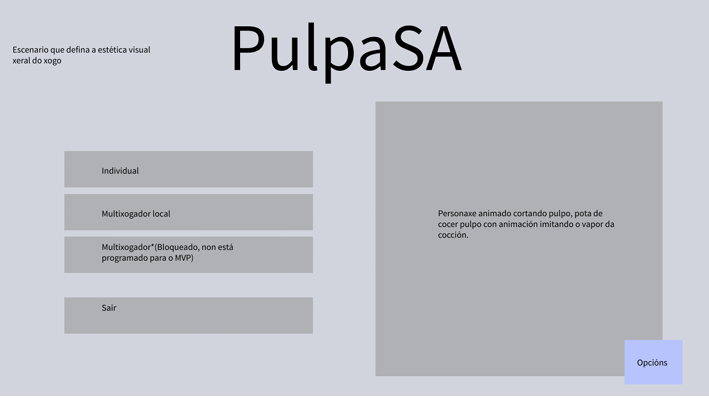 PulpaSA
Escenario que defina a estética visual
xeral do xogo
Individual
Multixogador local
Multixogador*(Bloqueado, non está
programado para o MVP)
Sair
Personaxe animado cortando pulpo, pota de
cocer pulpo con animación imitando o vapor da
cocción.
Opcións